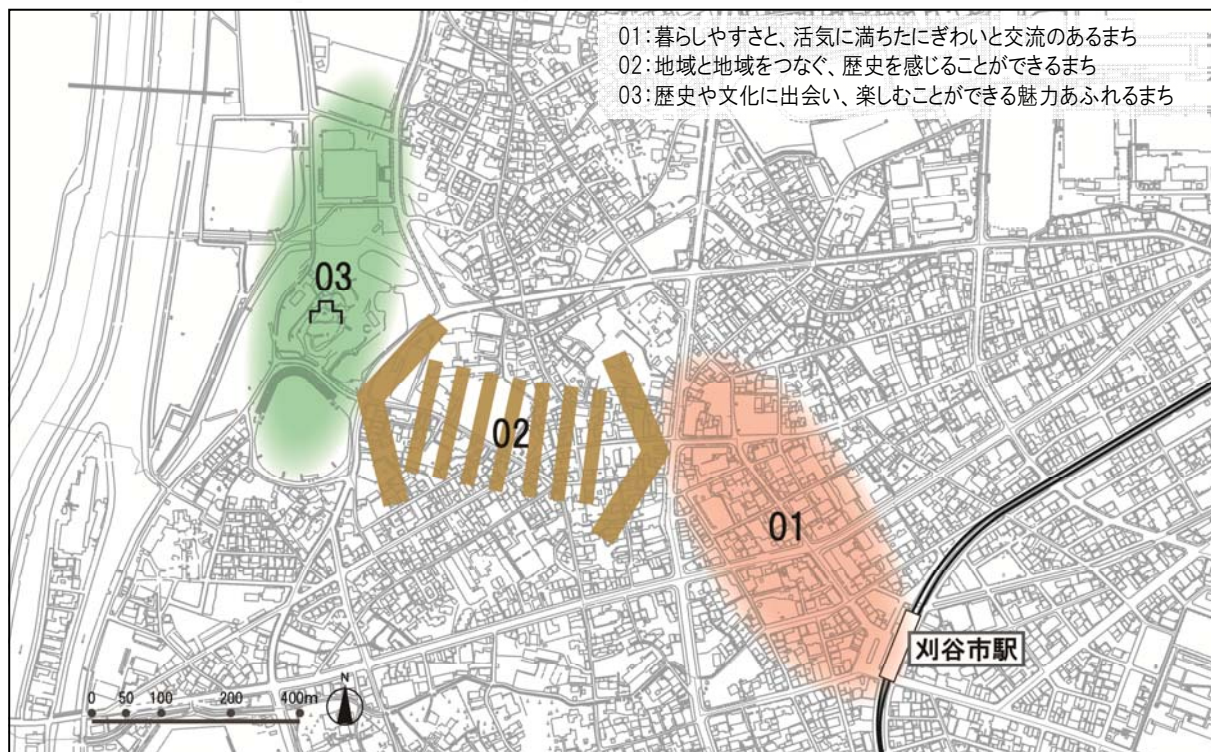 01:暮らしやすさと、活気に満ちたにぎわいと交流のあるまち
02:地域と地域をつなぐ、歴史を感じることができるまち
03:歴史や文化に出会い、楽しむことができる魅力あふれるまち
03
02
01
刈谷市駅
0 50 100 200 400m
N